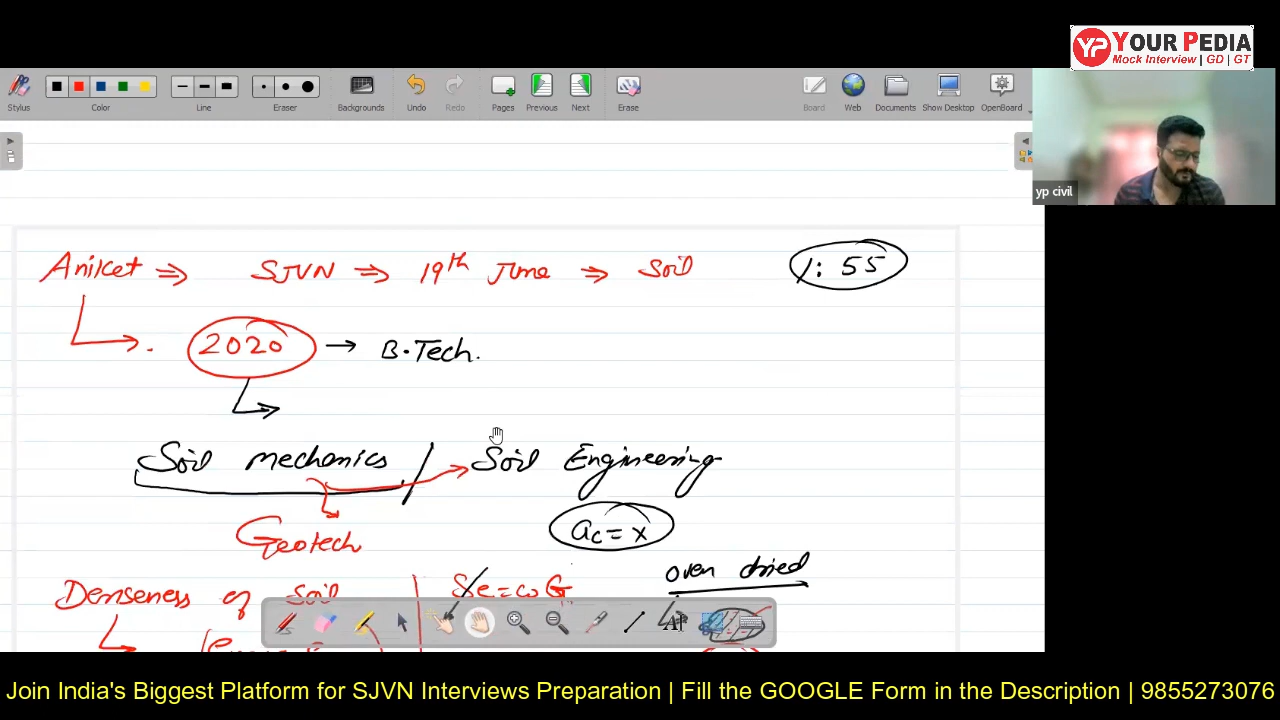 YP YOUR PEDIA
Mock Interview | GD | GT
Stylus
Color
Line
Eraser
Backgrounds
Undo
Redo
Pages
Previous
Next
Erase
Board
Web
Documents
Show Desktop
OpenBoard
yp civil
Aniket ⇒ SJVN ⇒ 19th June ⇒ Soil
1:55
2020 → B.Tech.
Soil mechanics / Soil Engineering
Geotech
ac = x
oven dried
Denseness of soil
Se = ωG
Join India's Biggest Platform for SJVN Interviews Preparation | Fill the GOOGLE Form in the Description | 9855273076